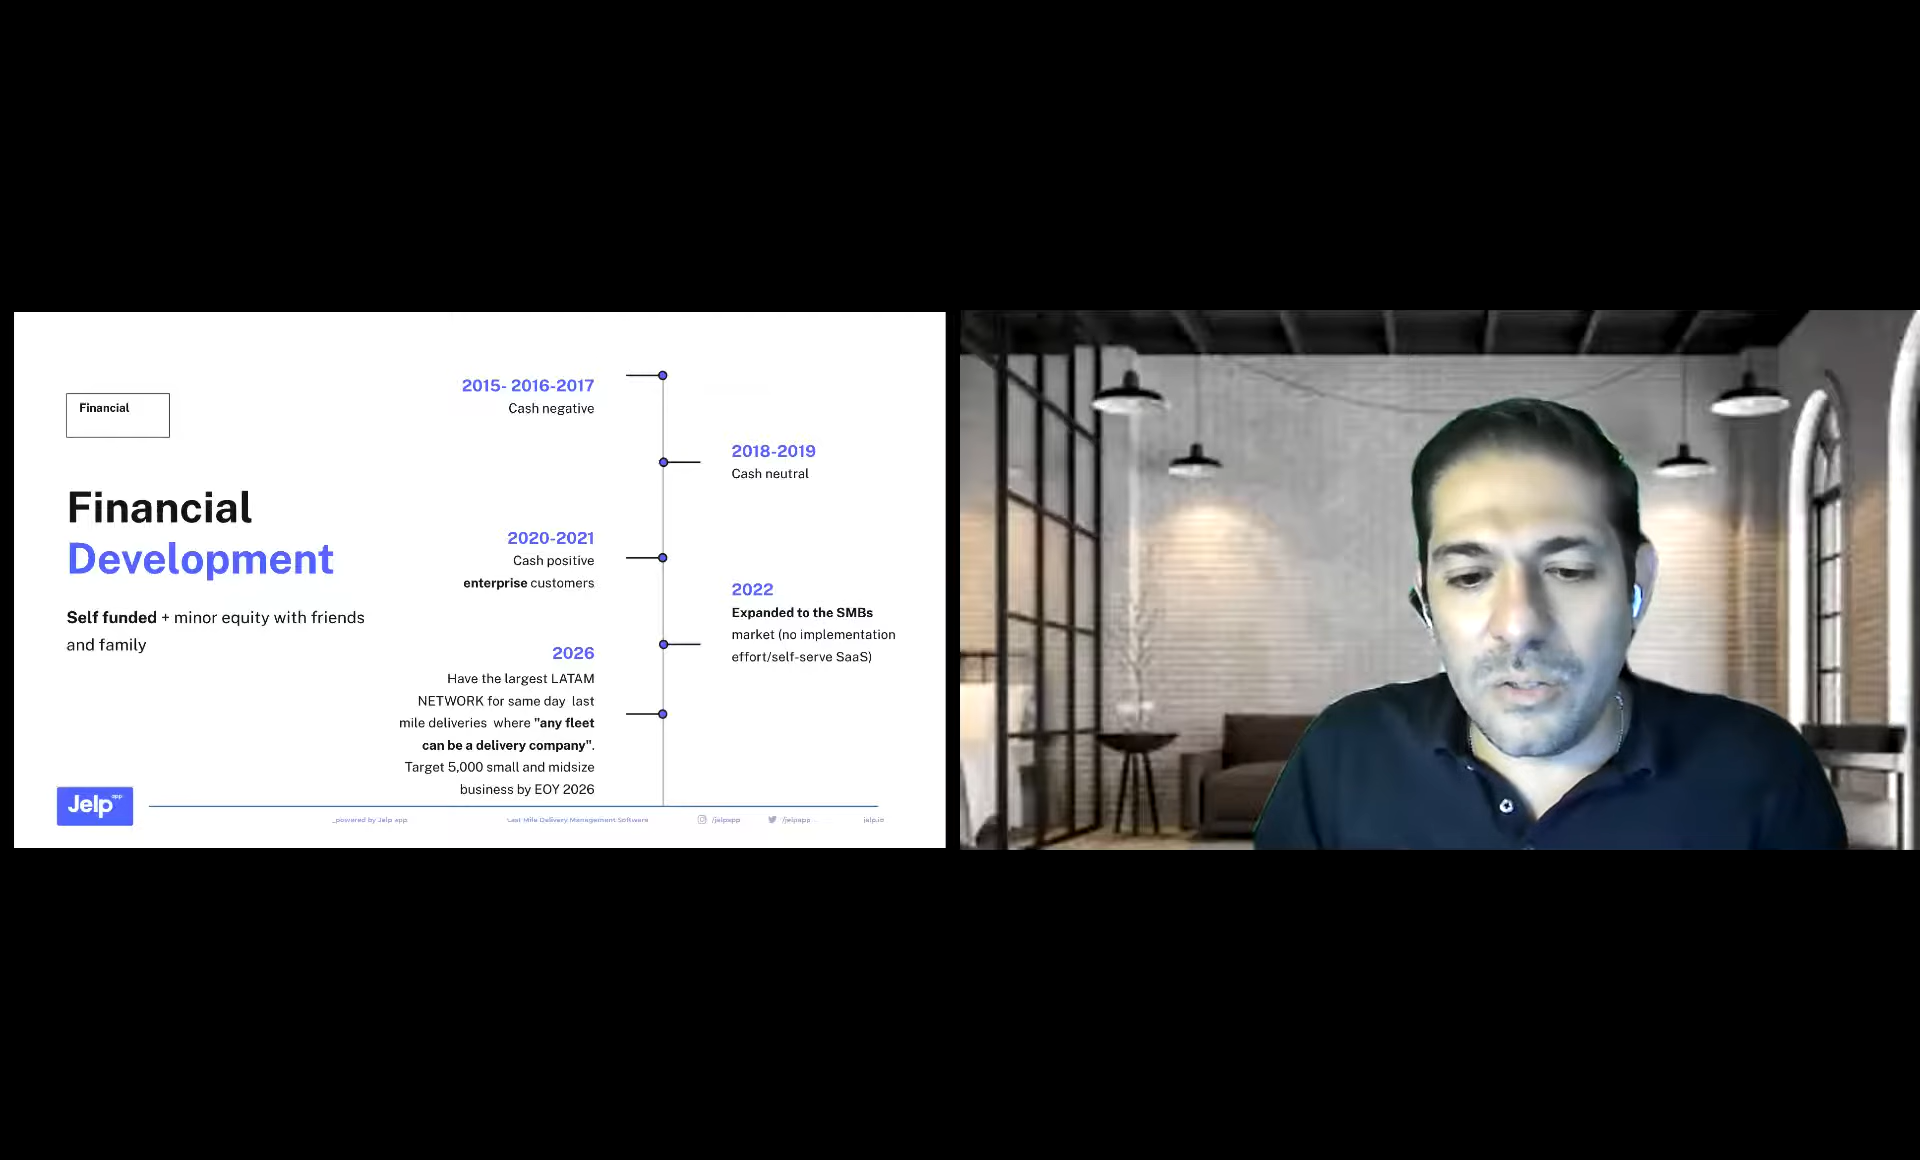 Financial
Financial
Development
Self funded + minor equity with friends
and family
2015- 2016-2017
Cash negative
2018-2019
Cash neutral
2020-2021
Cash positive
enterprise customers
2022
Expanded to the SMBs
market (no implementation
effort/self-serve SaaS)
2026
Have the largest LATAM
NETWORK for same day last
mile deliveries where "any fleet
can be a delivery company".
Target 5,000 small and midsize
business by EOY 2026
Jelp app
_powered by Jelp app
Last Mile Delivery Management Software
/jelpapp
/jelpapp
jelp.io